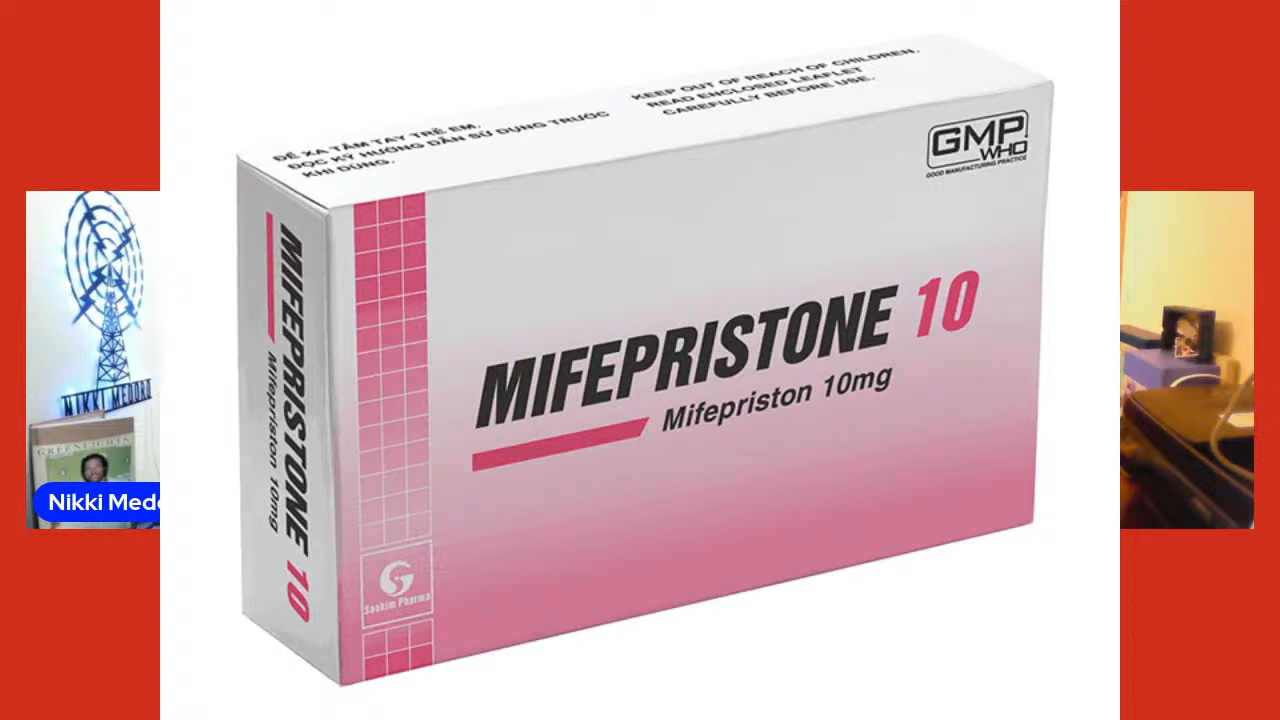 ĐỂ XA TẦM TAY TRẺ EM.
ĐỌC KỸ HƯỚNG DẪN SỬ DỤNG TRƯỚC
KHI DÙNG.
KEEP OUT OF REACH OF CHILDREN.
READ ENCLOSED LEAFLET
CAREFULLY BEFORE USE.
GMP
WHO
GOOD MANUFACTURING PRACTICE
MIFEPRISTONE 10
Mifepriston 10mg
MIFEPRISTONE 10
Mifepriston 10mg
Saokim Pharma
NIKKI MEDORO
GREENLIGHTS
Nikki Medo